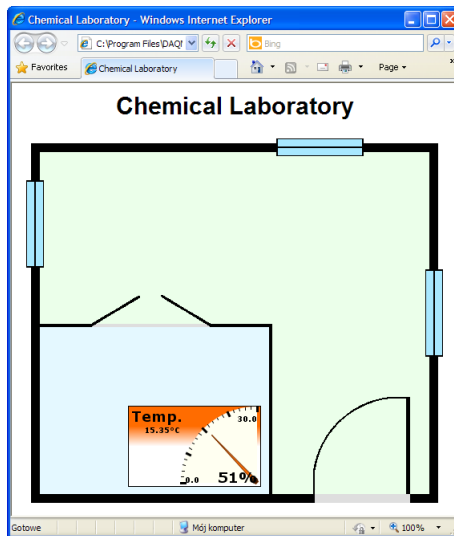 Chemical Laboratory - Windows Internet Explorer
C:\Program Files\DAQf
Bing
Favorites
Chemical Laboratory
Page
Chemical Laboratory
Temp.
15.35°C
30.0
0.0
51%
Gotowe
Mój komputer
100%